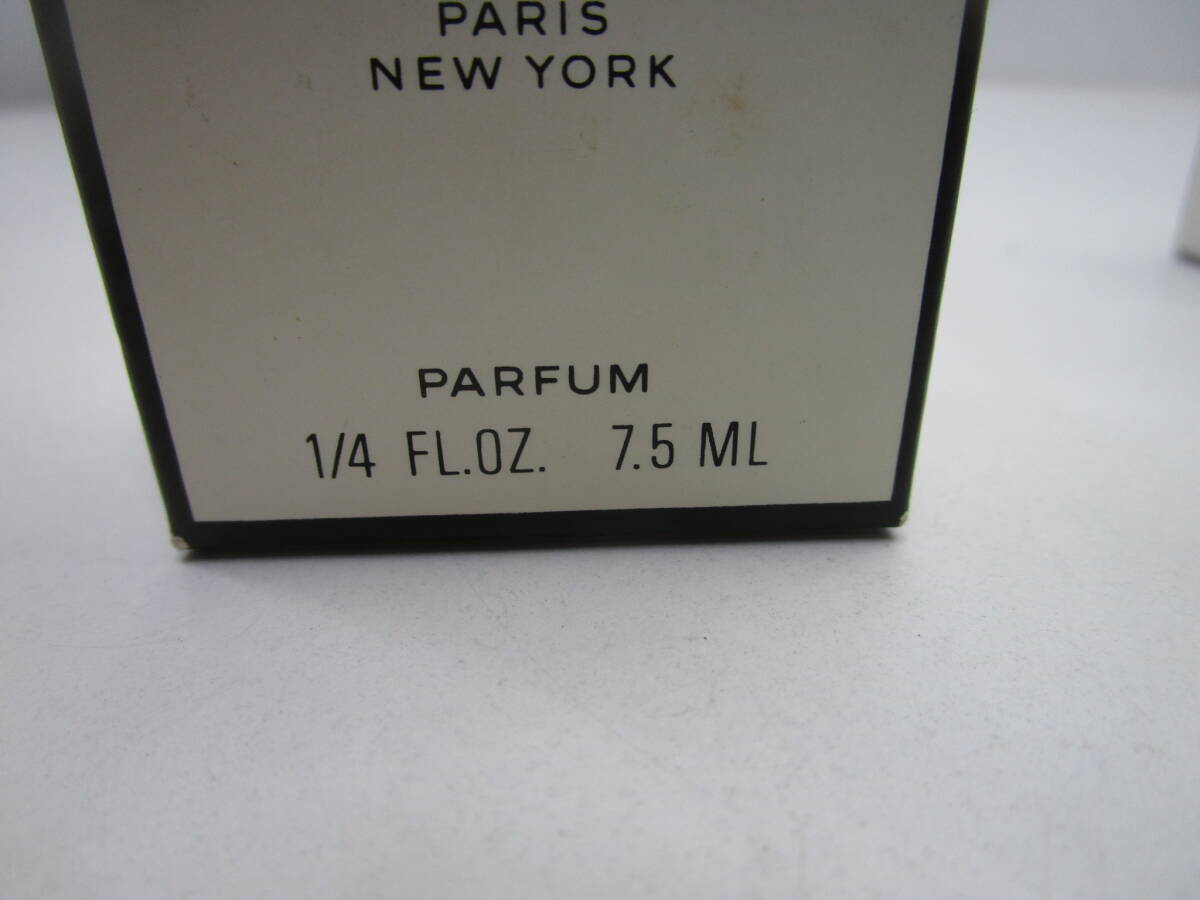 PARIS
NEW YORK
PARFUM
1/4 FL.OZ. 7.5 ML